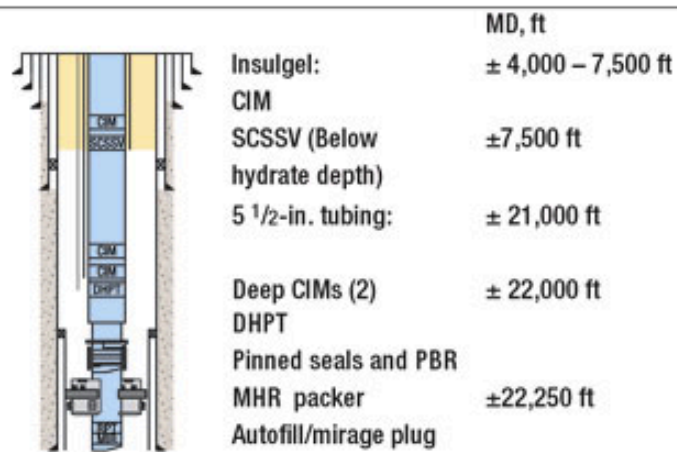 MD, ft
Insulgel: ± 4,000 – 7,500 ft
CIM
CIM
SCSSV
SCSSV (Below ±7,500 ft
hydrate depth)
5 1/2-in. tubing: ± 21,000 ft
CIM
CIM
DHPT
Deep CIMs (2) ± 22,000 ft
DHPT
Pinned seals and PBR
MHR packer ±22,250 ft
Autofill/mirage plug